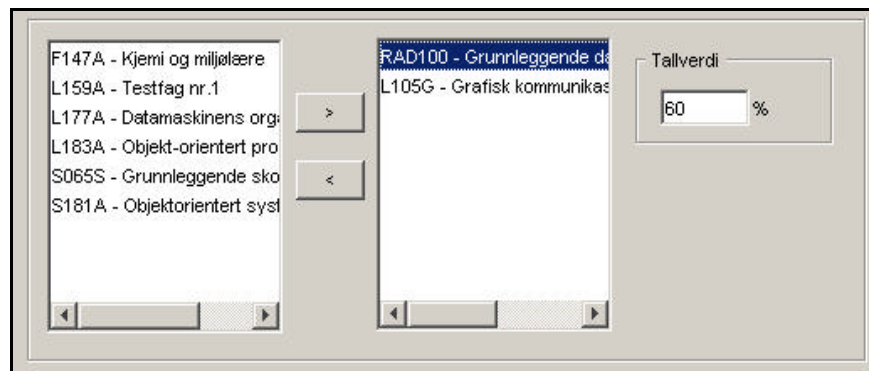 F147A - Kjemi og miljølære
L159A - Testfag nr.1
L177A - Datamaskinens orga
L183A - Objekt-orientert pro
S065S - Grunnleggende sko
S181A - Objektorientert syst
>
<
RAD100 - Grunnleggende da
L105G - Grafisk kommunikas
Tallverdi
60 %